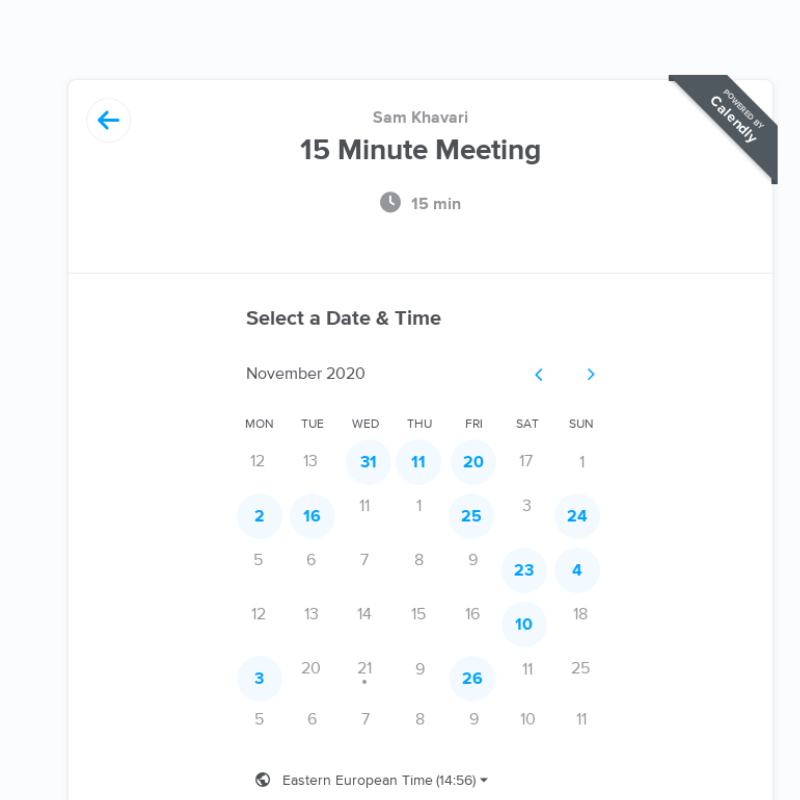 POWERED BY
Calendly
Sam Khavari
15 Minute Meeting
15 min
Select a Date & Time
November 2020
MON TUE WED THU FRI SAT SUN
12 13 31 11 20 17 1
2 16 11 1 25 3 24
5 6 7 8 9 23 4
12 13 14 15 16 10 18
3 20 21 9 26 11 25
5 6 7 8 9 10 11
Eastern European Time (14:56)